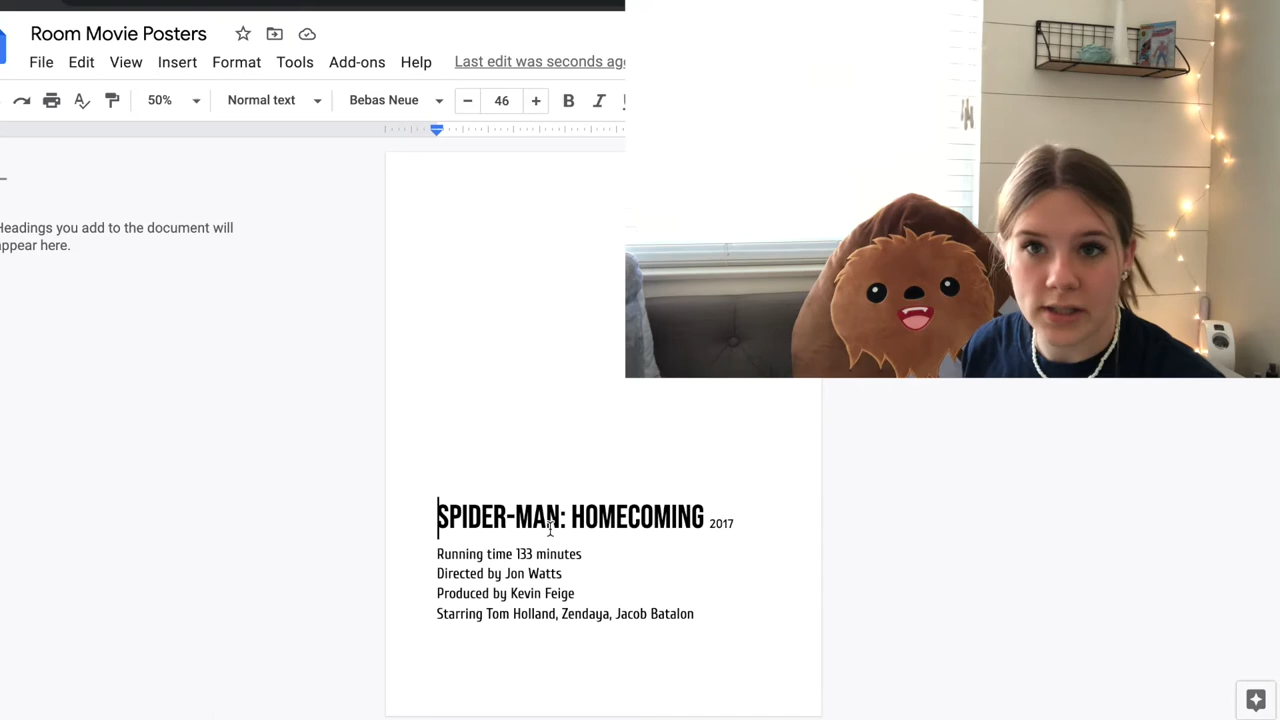 Room Movie Posters
File Edit View Insert Format Tools Add-ons Help Last edit was seconds ag
50% Normal text Bebas Neue 46 B I
Headings you add to the document will
appear here.
SPIDER-MAN: HOMECOMING 2017
Running time 133 minutes
Directed by Jon Watts
Produced by Kevin Feige
Starring Tom Holland, Zendaya, Jacob Batalon